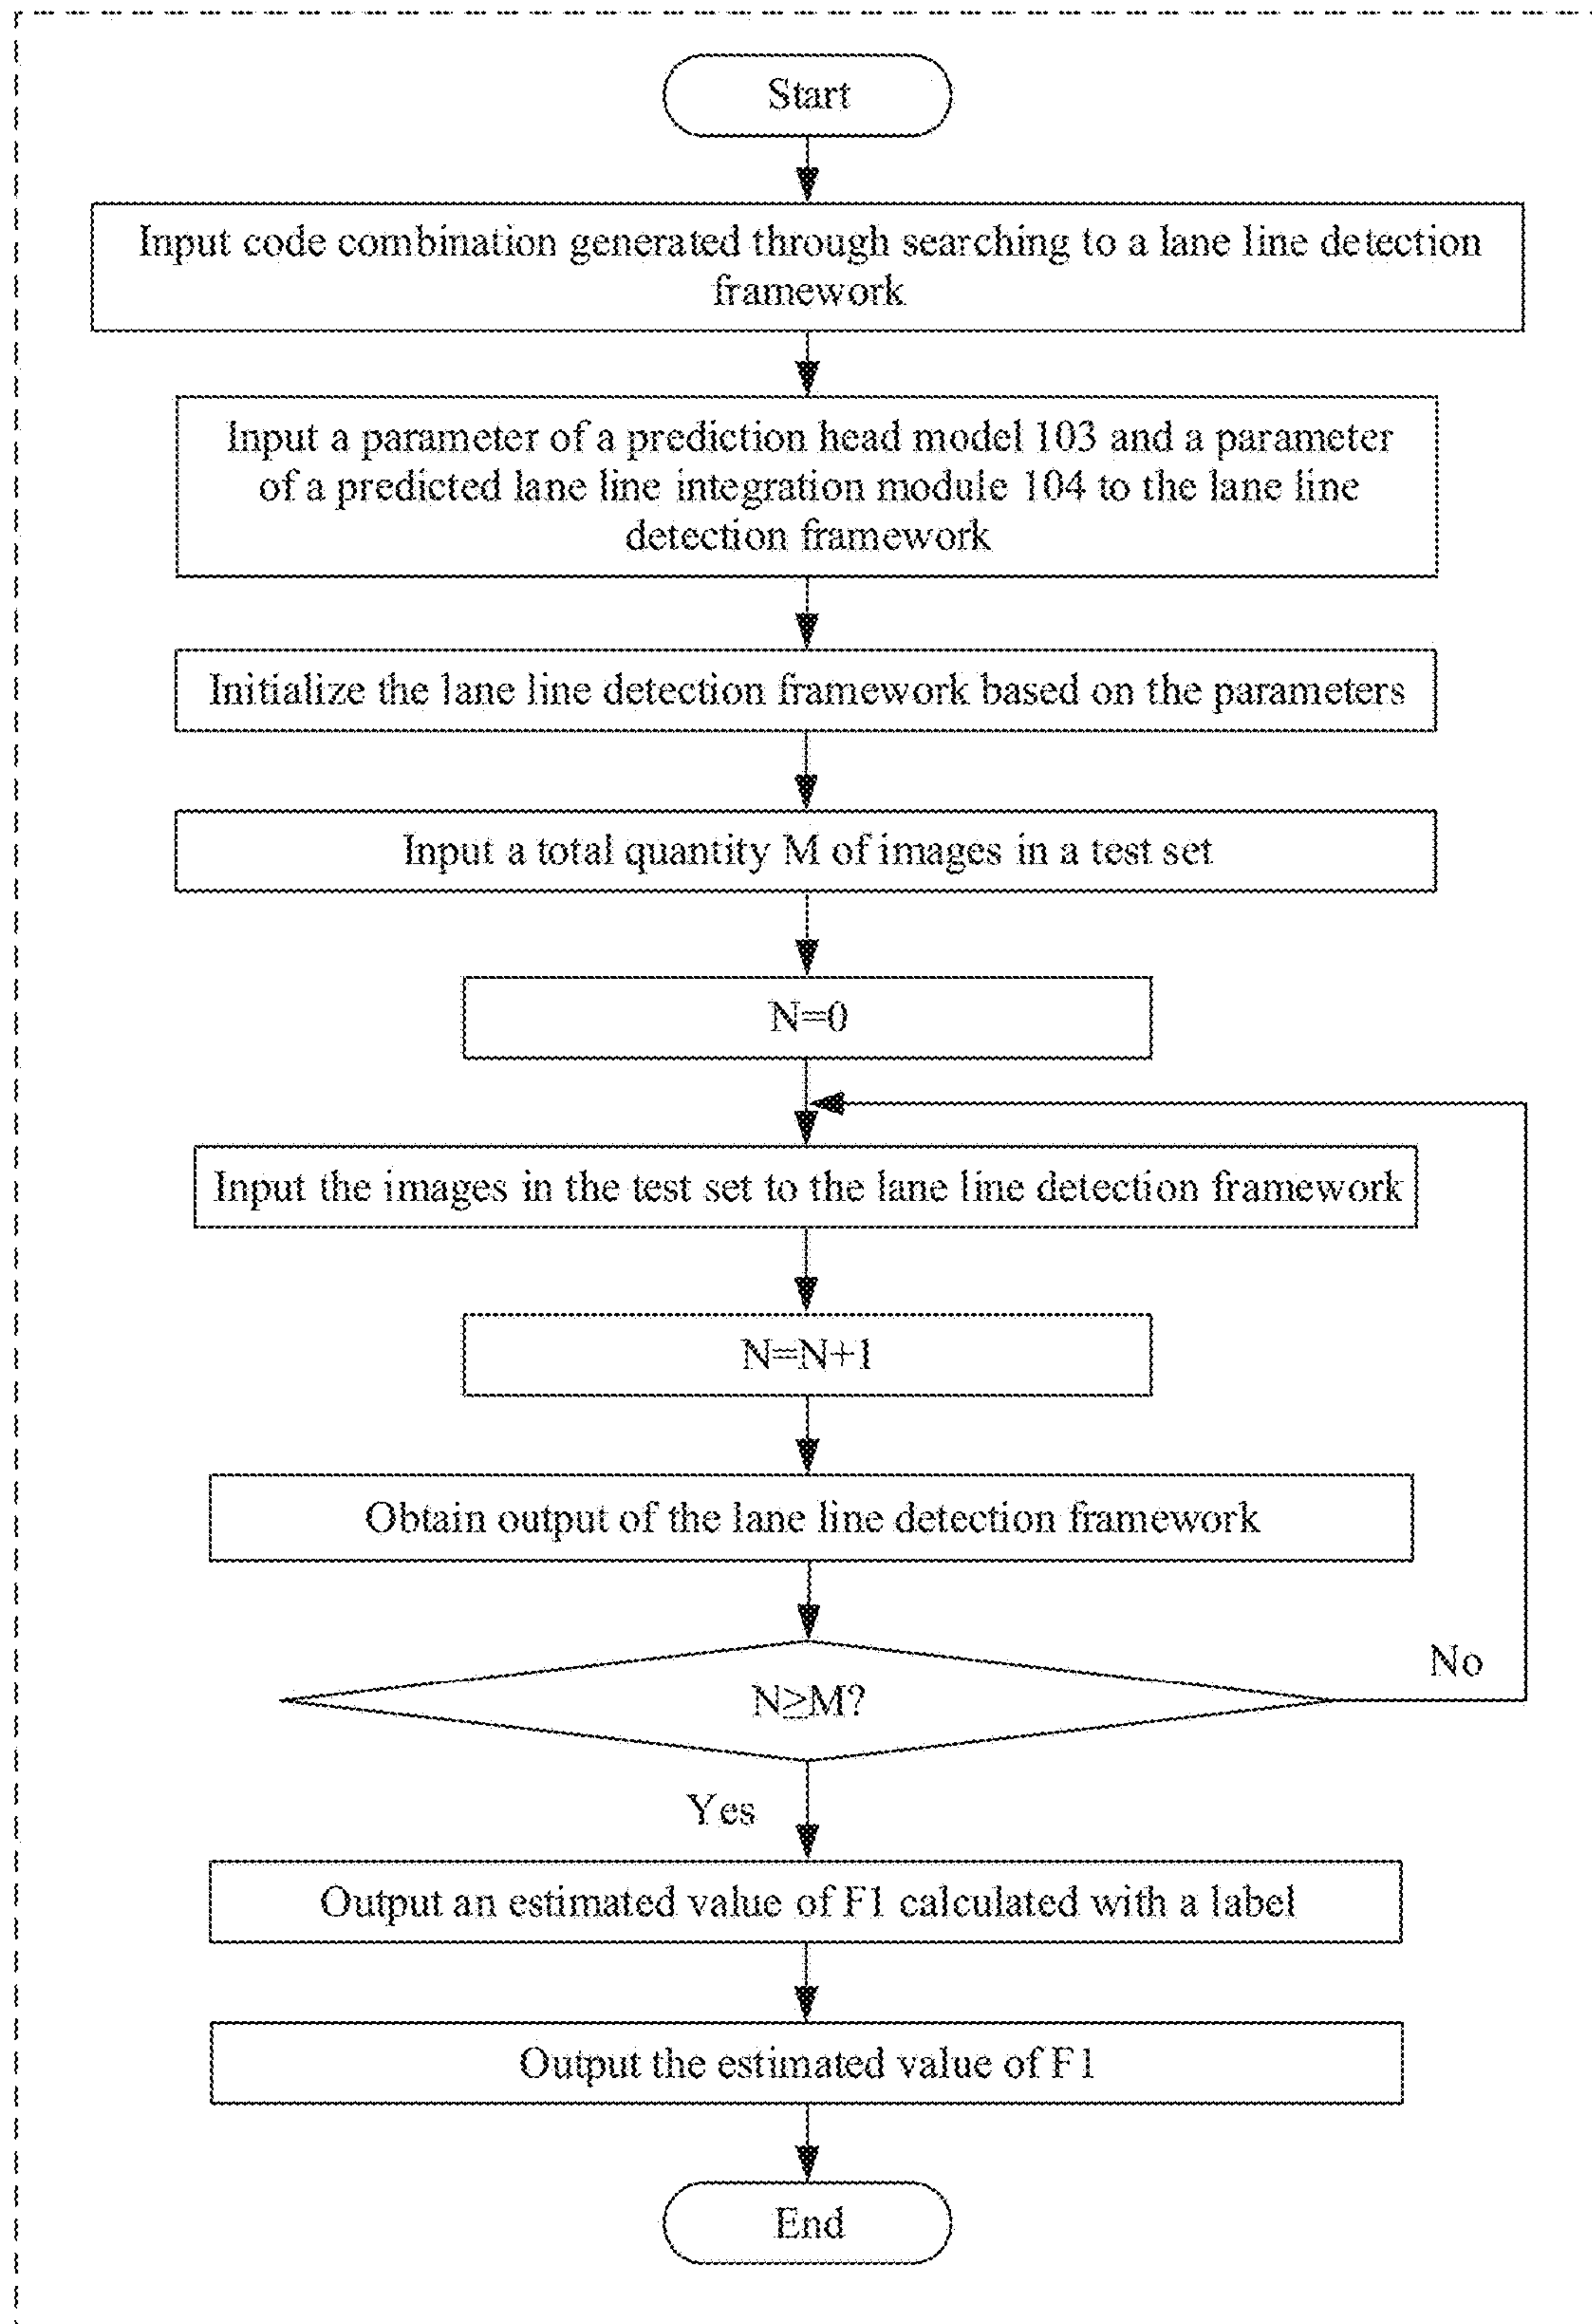 Start
Input code combination generated through searching to a lane line detection
framework
Input a parameter of a prediction head model 103 and a parameter
of a predicted lane line integration module 104 to the lane line
detection framework
Initialize the lane line detection framework based on the parameters
Input a total quantity M of images in a test set
N=0
Input the images in the test set to the lane line detection framework
N=N+1
Obtain output of the lane line detection framework
N≥M?
No
Yes
Output an estimated value of F1 calculated with a label
Output the estimated value of F1
End